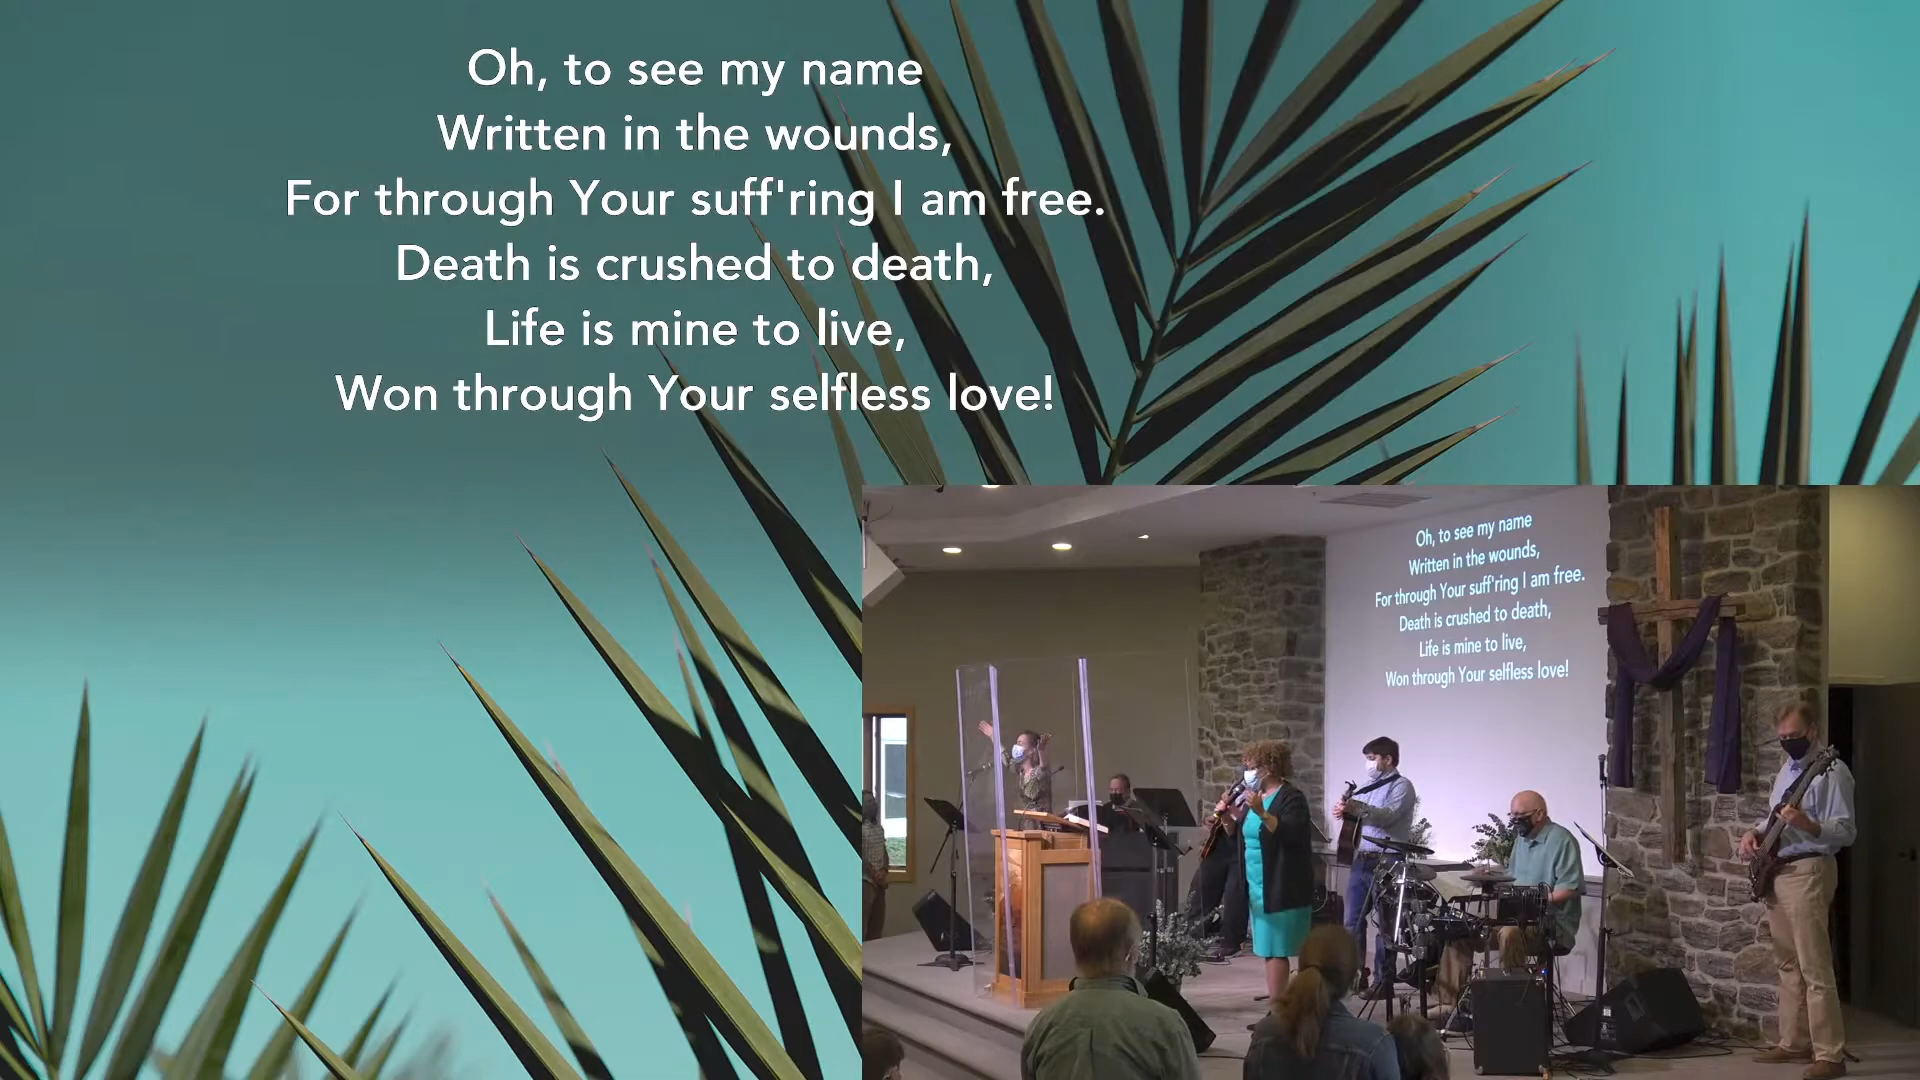 Oh, to see my name
Written in the wounds,
For through Your suff'ring I am free.
Death is crushed to death,
Life is mine to live,
Won through Your selfless love!
Oh, to see my name
Written in the wounds,
For through Your suff'ring I am free.
Death is crushed to death,
Life is mine to live,
Won through Your selfless love!